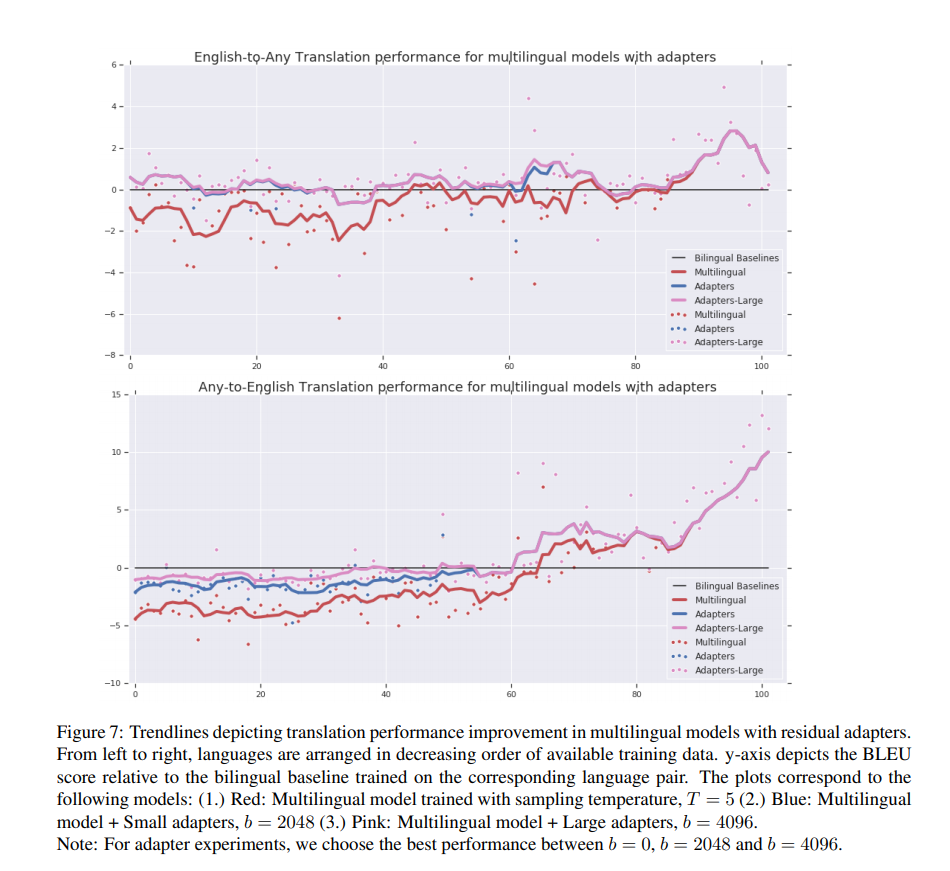 English-to-Any Translation performance for multilingual models with adapters
6
4
2
0
−2
−4
−6
−8
0 20 40 60 80 100
Bilingual Baselines
Multilingual
Adapters
Adapters-Large
Multilingual
Adapters
Adapters-Large
Any-to-English Translation performance for multilingual models with adapters
15
10
5
0
−5
−10
0 20 40 60 80 100
Bilingual Baselines
Multilingual
Adapters
Adapters-Large
Multilingual
Adapters
Adapters-Large
Figure 7: Trendlines depicting translation performance improvement in multilingual models with residual adapters.
From left to right, languages are arranged in decreasing order of available training data. y-axis depicts the BLEU
score relative to the bilingual baseline trained on the corresponding language pair. The plots correspond to the
following models: (1.) Red: Multilingual model trained with sampling temperature, T = 5 (2.) Blue: Multilingual
model + Small adapters, b = 2048 (3.) Pink: Multilingual model + Large adapters, b = 4096.
Note: For adapter experiments, we choose the best performance between b = 0, b = 2048 and b = 4096.